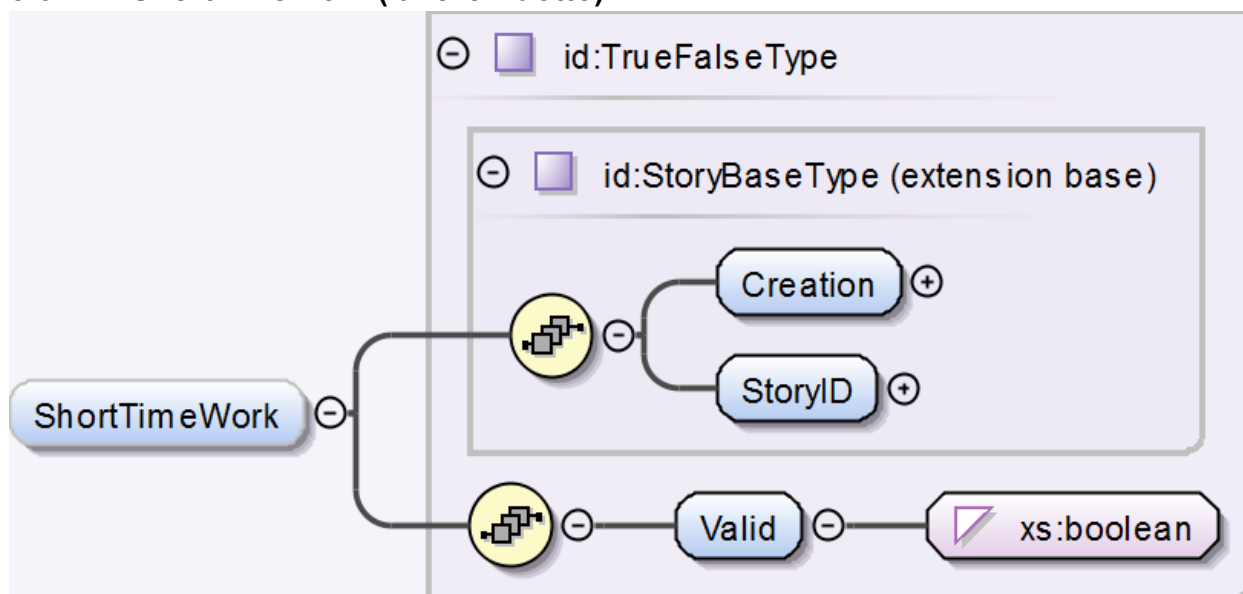 id:TrueFalseType
id:StoryBaseType (extension base)
Creation
StoryID
ShortTimeWork
Valid
xs:boolean